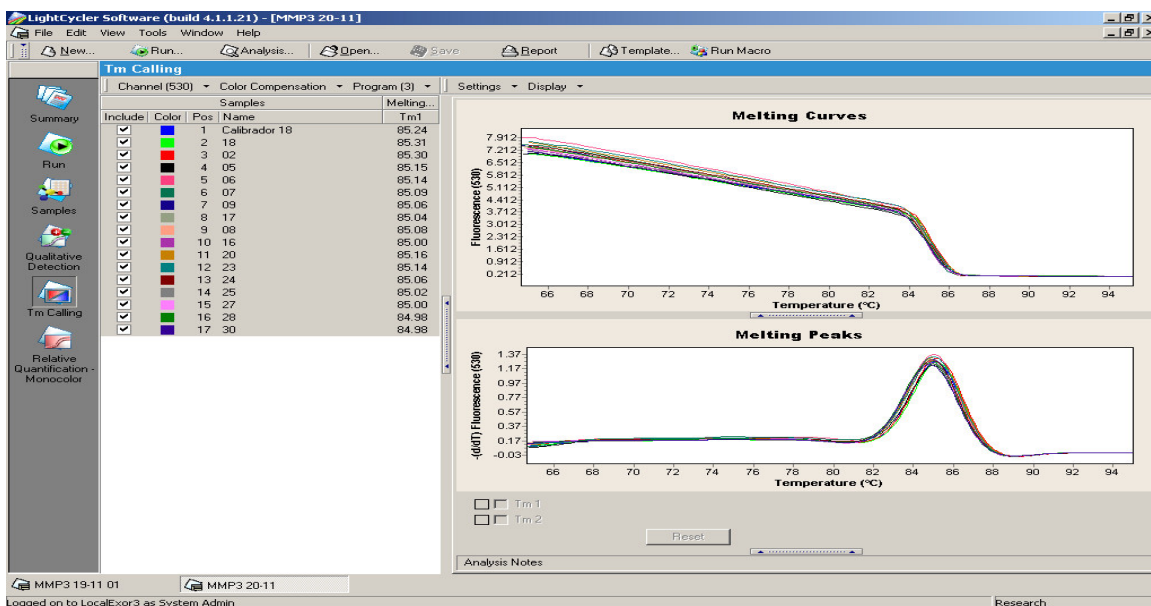 LightCycler Software (build 4.1.1.21) - [MMP3 20-11]
File Edit View Tools Window Help
New... Run... Analysis... Open... Save Report Template... Run Macro
Tm Calling
Channel (530) Color Compensation Program (3) Settings Display
Summary
Run
Samples
Qualitative
Detection
Tm Calling
Relative
Quantification -
Monocolor
Samples Melting...
Include Color Pos Name Tm1
1 Calibrador 18 85.24
2 18 85.31
3 02 85.30
4 05 85.15
5 06 85.14
6 07 85.09
7 09 85.06
8 17 85.04
9 08 85.08
10 16 85.00
11 20 85.16
12 23 85.14
13 24 85.06
14 25 85.02
15 27 85.00
16 28 84.98
17 30 84.98
Melting Curves
Fluorescence (530)
7.912
7.212
6.512
5.812
5.112
4.412
3.712
3.012
2.312
1.612
0.912
0.212
66 68 70 72 74 76 78 80 82 84 86 88 90 92 94
Temperature (°C)
Melting Peaks
-(d/dT) Fluorescence (530)
1.37
1.17
0.97
0.77
0.57
0.37
0.17
-0.03
66 68 70 72 74 76 78 80 82 84 86 88 90 92 94
Temperature (°C)
Tm 1
Tm 2
Reset
Analysis Notes
MMP3 19-11 01 MMP3 20-11
Logged on to LocalExor3 as System Admin Research